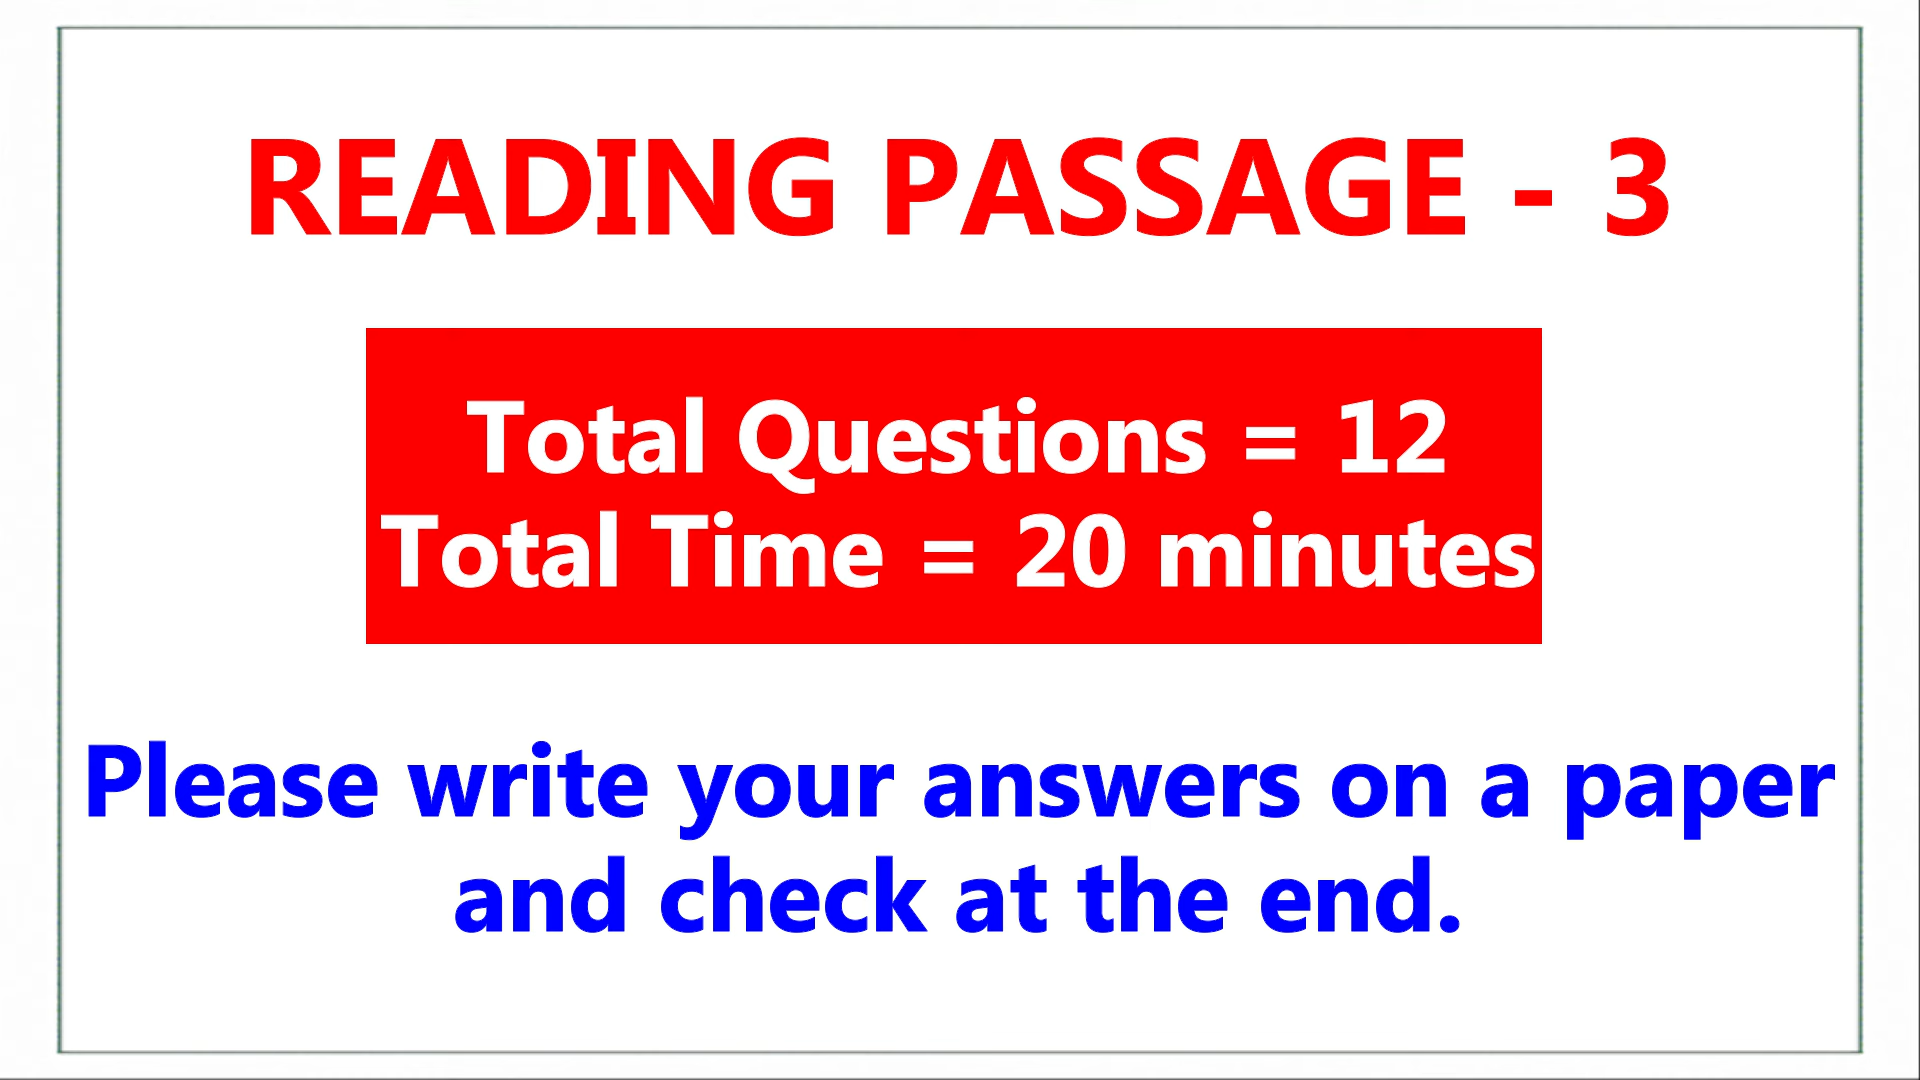 READING PASSAGE - 3
Total Questions = 12
Total Time = 20 minutes
Please write your answers on a paper
and check at the end.